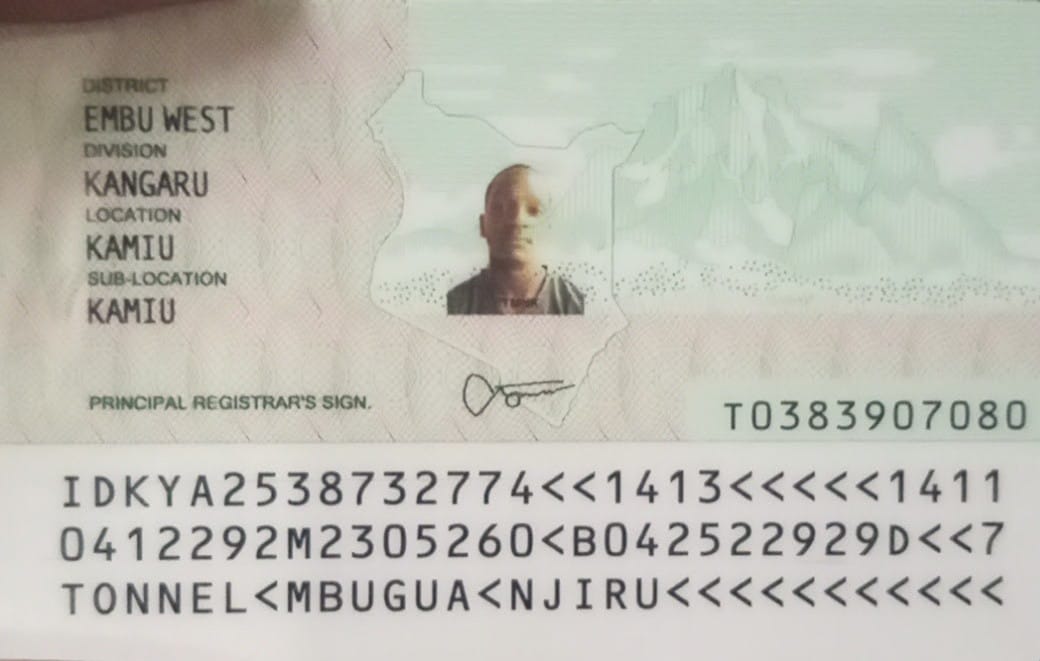 DISTRICT
EMBU WEST
DIVISION
KANGARU
LOCATION
KAMIU
SUB-LOCATION
KAMIU
PRINCIPAL REGISTRAR'S SIGN.
T0383907080
IDKYA2538732774<<1413<<<<<1411
0412292M2305260<B042522929D<<7
TONNEL<MBUGUA<NJIRU<<<<<<<<<<<